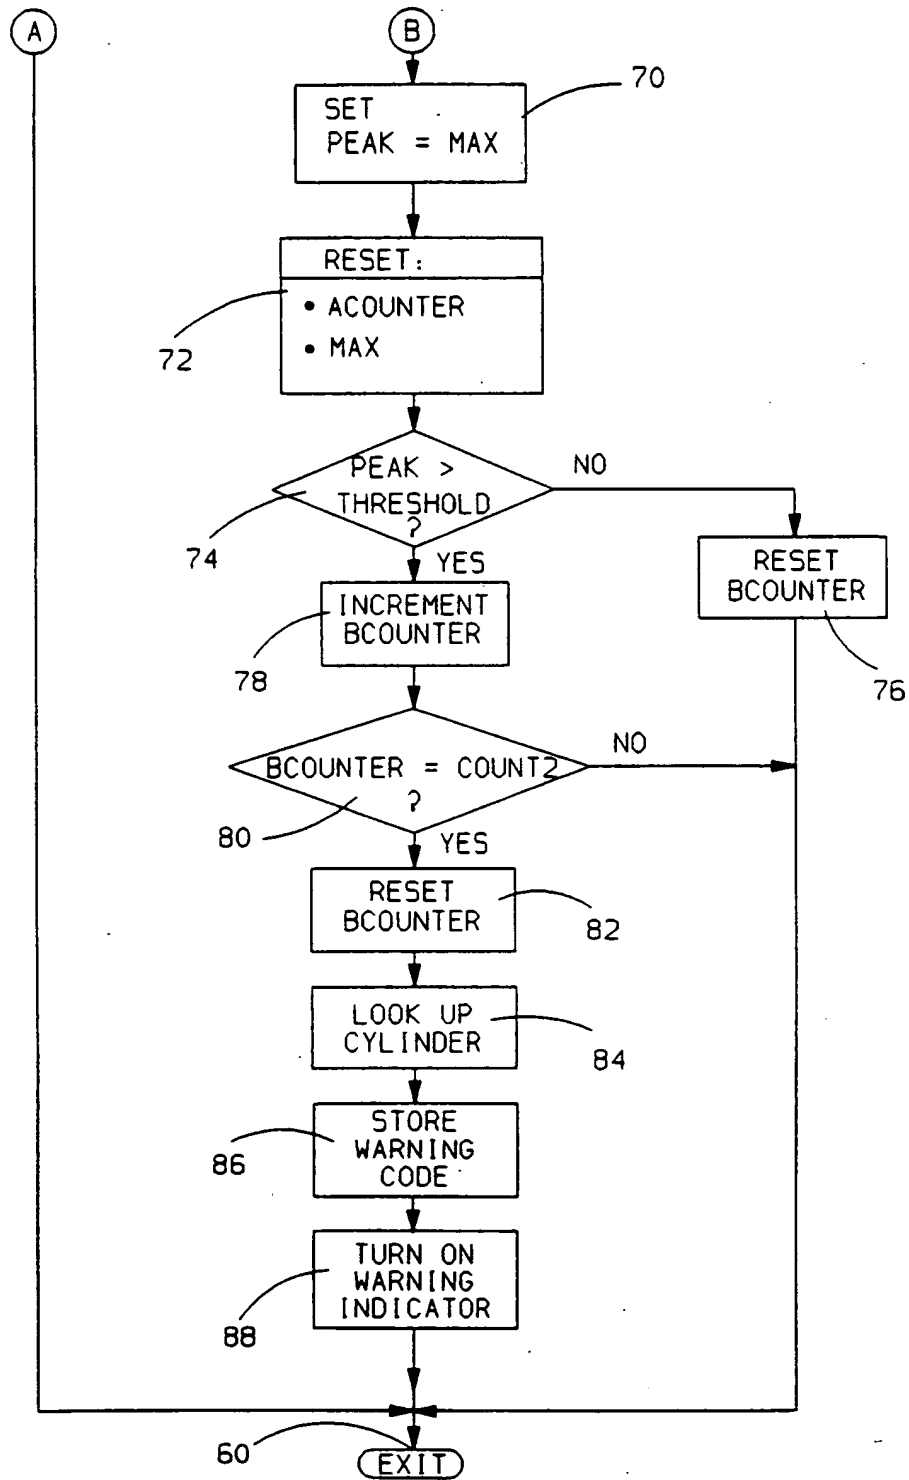 A
B
70
SET
PEAK = MAX
RESET:
• ACOUNTER
• MAX
72
PEAK >
THRESHOLD
?
NO
74
YES
RESET
BCOUNTER
76
INCREMENT
BCOUNTER
78
BCOUNTER = COUNT2
?
NO
80
YES
RESET
BCOUNTER
82
LOOK UP
CYLINDER
84
STORE
WARNING
CODE
86
TURN ON
WARNING
INDICATOR
88
60
EXIT